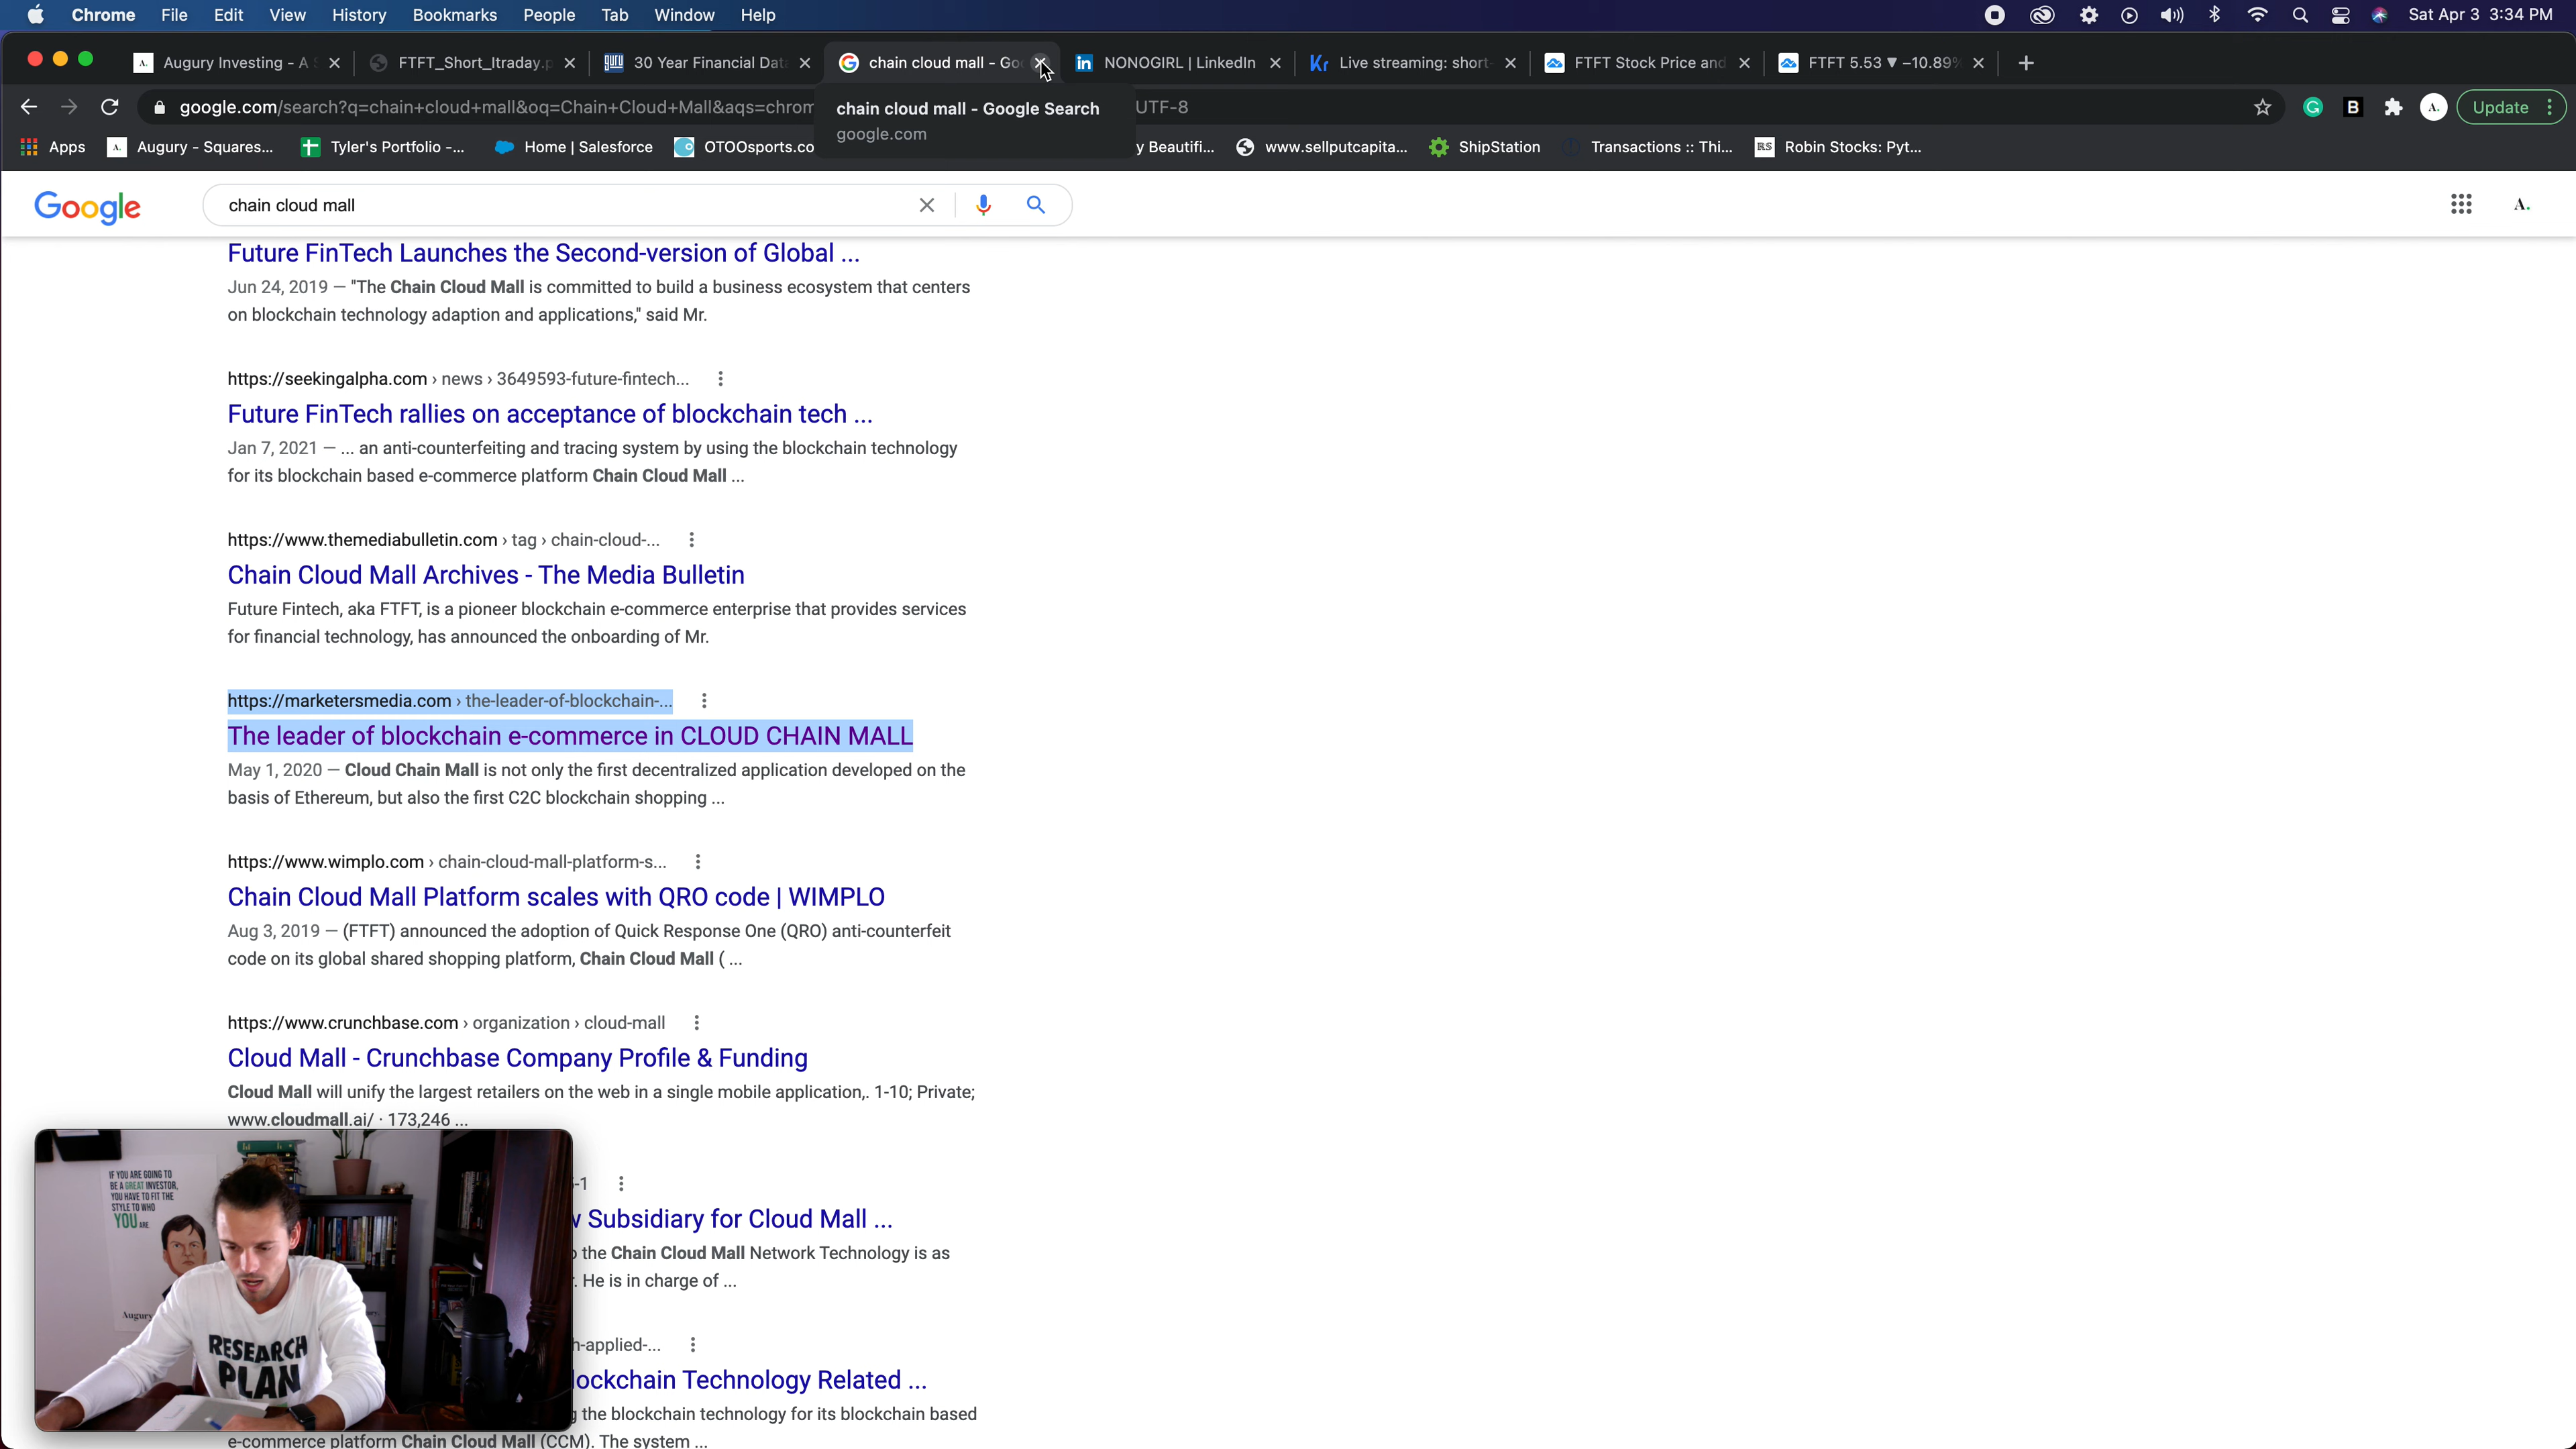 Chrome File Edit View History Bookmarks People Tab Window Help Sat Apr 3 3:34 PM
Augury Investing - A FTFT_Short_Itraday. 30 Year Financial Dat chain cloud mall - Go NONOGIRL | LinkedIn Live streaming: short- FTFT Stock Price and FTFT 5.53 ▼ −10.89%
google.com/search?q=chain+cloud+mall&oq=Chain+Cloud+Mall&aqs=chrom UTF-8 Update
chain cloud mall - Google Search
google.com
Apps Augury - Squares... Tyler's Portfolio -... Home | Salesforce OTOOsports.co y Beautifi... www.sellputcapita... ShipStation Transactions :: Thi... Robin Stocks: Pyt...
Google chain cloud mall A.
Future FinTech Launches the Second-version of Global ...
Jun 24, 2019 — "The Chain Cloud Mall is committed to build a business ecosystem that centers
on blockchain technology adaption and applications," said Mr.
https://seekingalpha.com › news › 3649593-future-fintech...
Future FinTech rallies on acceptance of blockchain tech ...
Jan 7, 2021 — ... an anti-counterfeiting and tracing system by using the blockchain technology
for its blockchain based e-commerce platform Chain Cloud Mall ...
https://www.themediabulletin.com › tag › chain-cloud-...
Chain Cloud Mall Archives - The Media Bulletin
Future Fintech, aka FTFT, is a pioneer blockchain e-commerce enterprise that provides services
for financial technology, has announced the onboarding of Mr.
https://marketersmedia.com › the-leader-of-blockchain-...
The leader of blockchain e-commerce in CLOUD CHAIN MALL
May 1, 2020 — Cloud Chain Mall is not only the first decentralized application developed on the
basis of Ethereum, but also the first C2C blockchain shopping ...
https://www.wimplo.com › chain-cloud-mall-platform-s...
Chain Cloud Mall Platform scales with QRO code | WIMPLO
Aug 3, 2019 — (FTFT) announced the adoption of Quick Response One (QRO) anti-counterfeit
code on its global shared shopping platform, Chain Cloud Mall ( ...
https://www.crunchbase.com › organization › cloud-mall
Cloud Mall - Crunchbase Company Profile & Funding
Cloud Mall will unify the largest retailers on the web in a single mobile application,. 1-10; Private;
www.cloudmall.ai/ · 173,246 ...
-1
Subsidiary for Cloud Mall ...
the Chain Cloud Mall Network Technology is as
. He is in charge of ...
h-applied-...
lockchain Technology Related ...
the blockchain technology for its blockchain based
e-commerce platform Chain Cloud Mall (CCM). The system ...
IF YOU ARE GOING TO
BE A GREAT INVESTOR,
YOU HAVE TO FIT THE
STYLE TO WHO
YOU ARE.
Augury
RESEARCH
PLAN